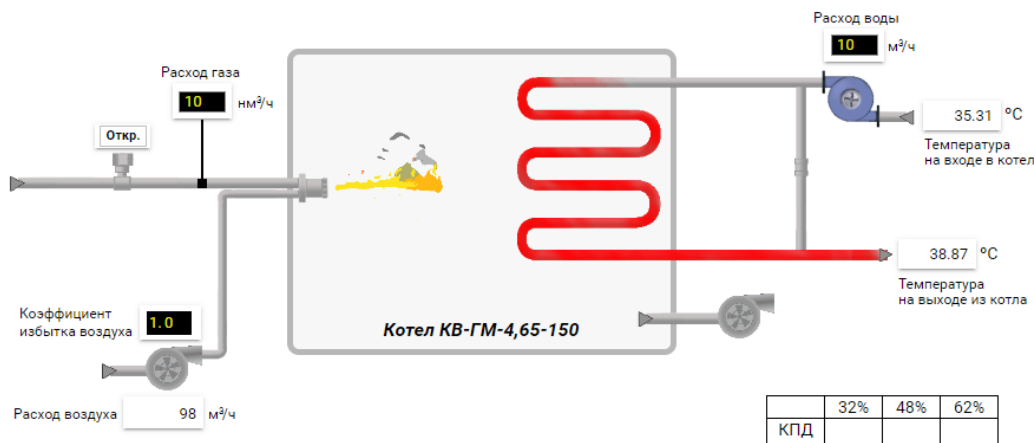 Расход воды
10 м³/ч
Расход газа
10 нм³/ч
Откр.
35.31 ºC
Температура
на входе в котел
38.87 ºC
Температура
на выходе из котла
Коэффициент
избытка воздуха
1.0
Котел КВ-ГМ-4,65-150
Расход воздуха 98 м³/ч
32% 48% 62%
КПД